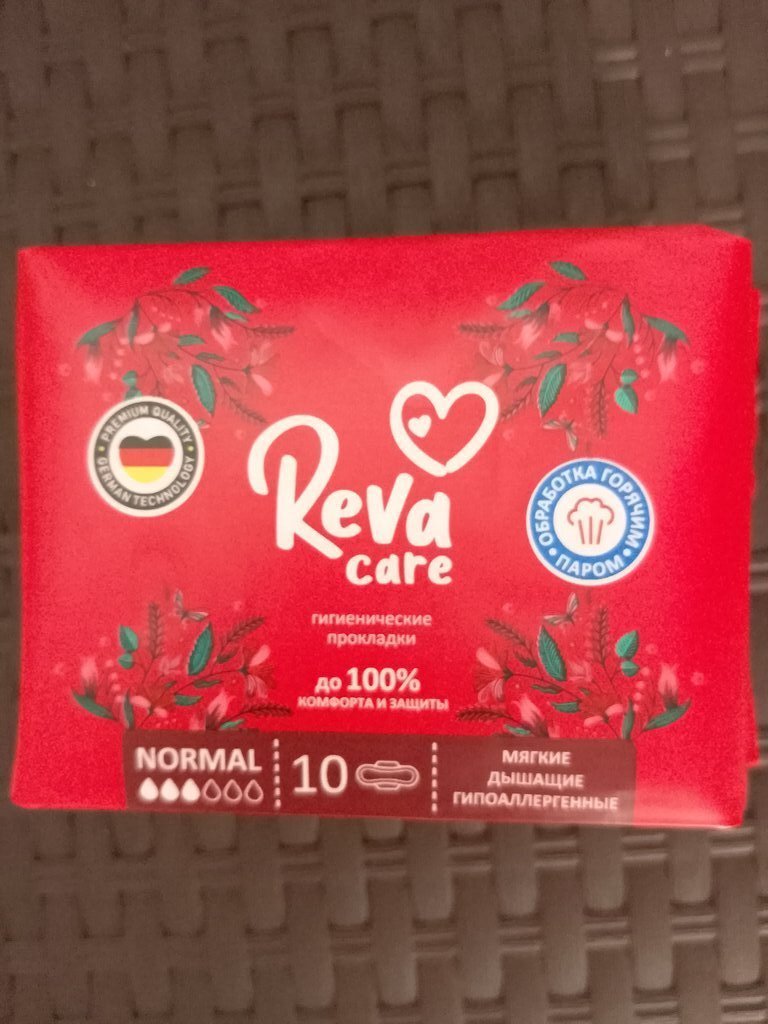 PREMIUM QUALITY
GERMAN TECHNOLOGY
Reva
care
ОБРАБОТКА ГОРЯЧИМ
ПАРОМ
гигиенические
прокладки
до 100%
КОМФОРТА И ЗАЩИТЫ
NORMAL
10
МЯГКИЕ
ДЫШАЩИЕ
ГИПОАЛЛЕРГЕННЫЕ